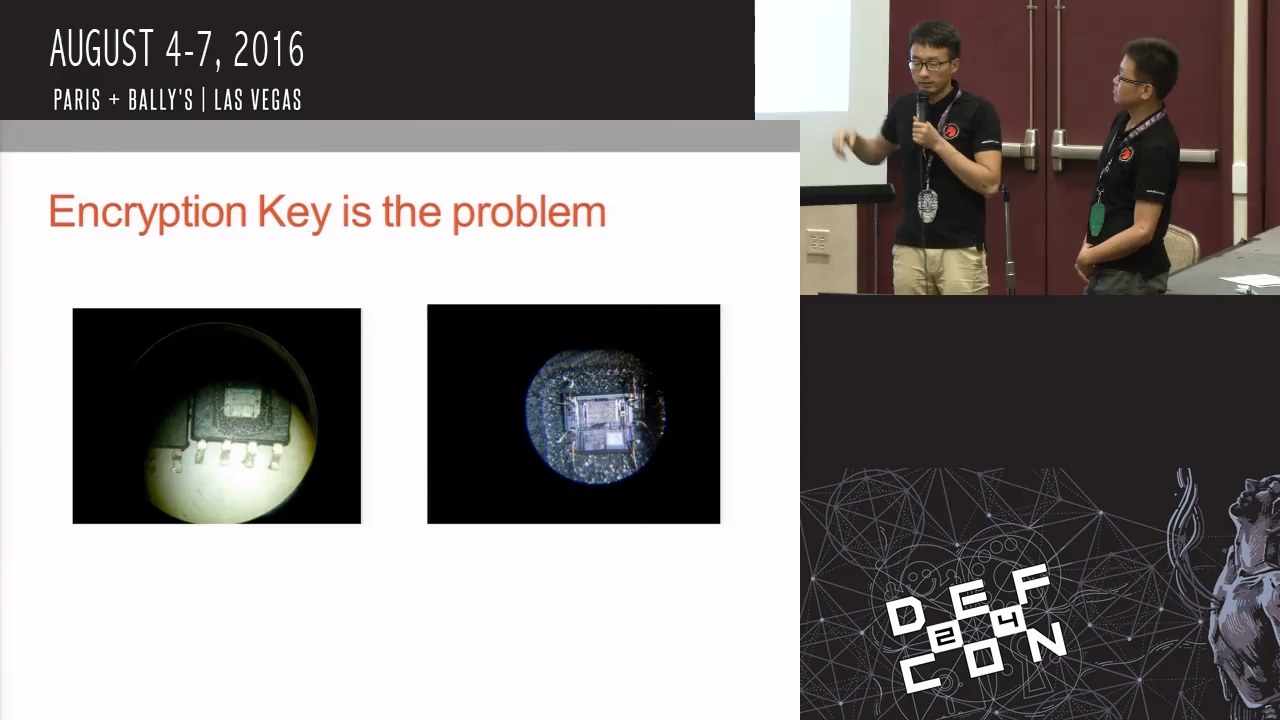 AUGUST 4-7, 2016
PARIS + BALLY'S | LAS VEGAS
Encryption Key is the problem
DEF
24
CON